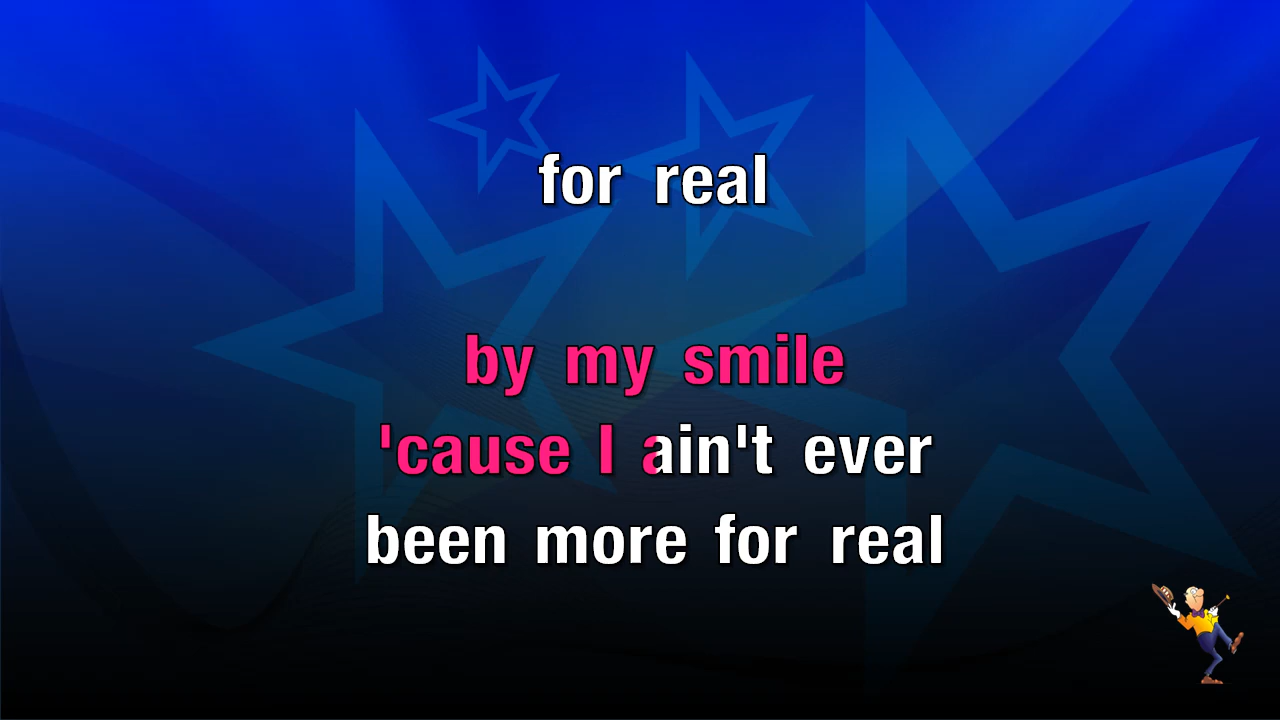 for real
by my smile
'cause I ain't ever
been more for real